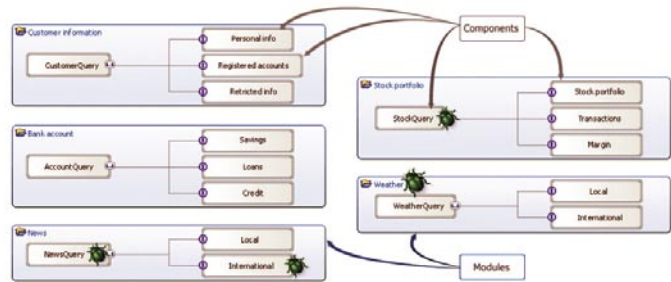 Customer information
Personal info
CustomerQuery
Registered accounts
Retricted info
Components
Stock portfolio
Stock portfolio
StockQuery
Transactions
Margin
Bank account
Savings
AccountQuery
Loans
Credit
Weather
Local
WeatherQuery
International
News
Local
NewsQuery
International
Modules